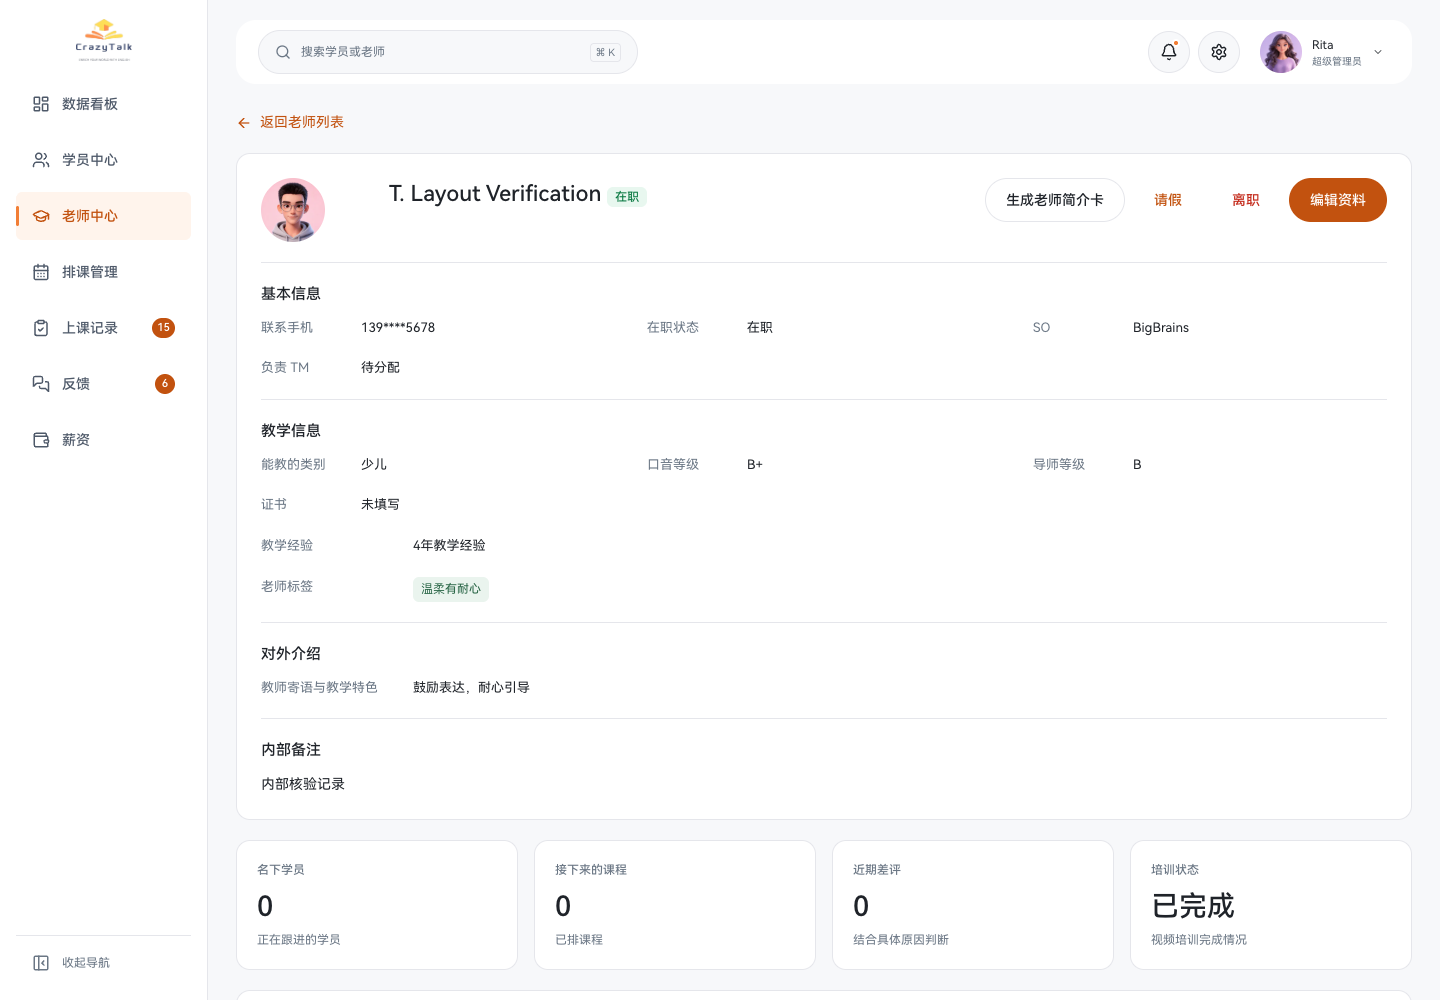 CrazyTalk
搜索学员或老师
⌘ K
Rita
超级管理员
数据看板
学员中心
老师中心
排课管理
上课记录 15
反馈 6
薪资
收起导航
返回老师列表
T. Layout Verification 在职
生成老师简介卡 请假 离职 编辑资料
基本信息
联系手机 139****5678 在职状态 在职 SO BigBrains
负责 TM 待分配
教学信息
能教的类别 少儿 口音等级 B+ 导师等级 B
证书 未填写
教学经验 4年教学经验
老师标签 温柔有耐心
对外介绍
教师寄语与教学特色 鼓励表达，耐心引导
内部备注
内部核验记录
名下学员
0
正在跟进的学员
接下来的课程
0
已排课程
近期差评
0
结合具体原因判断
培训状态
已完成
视频培训完成情况